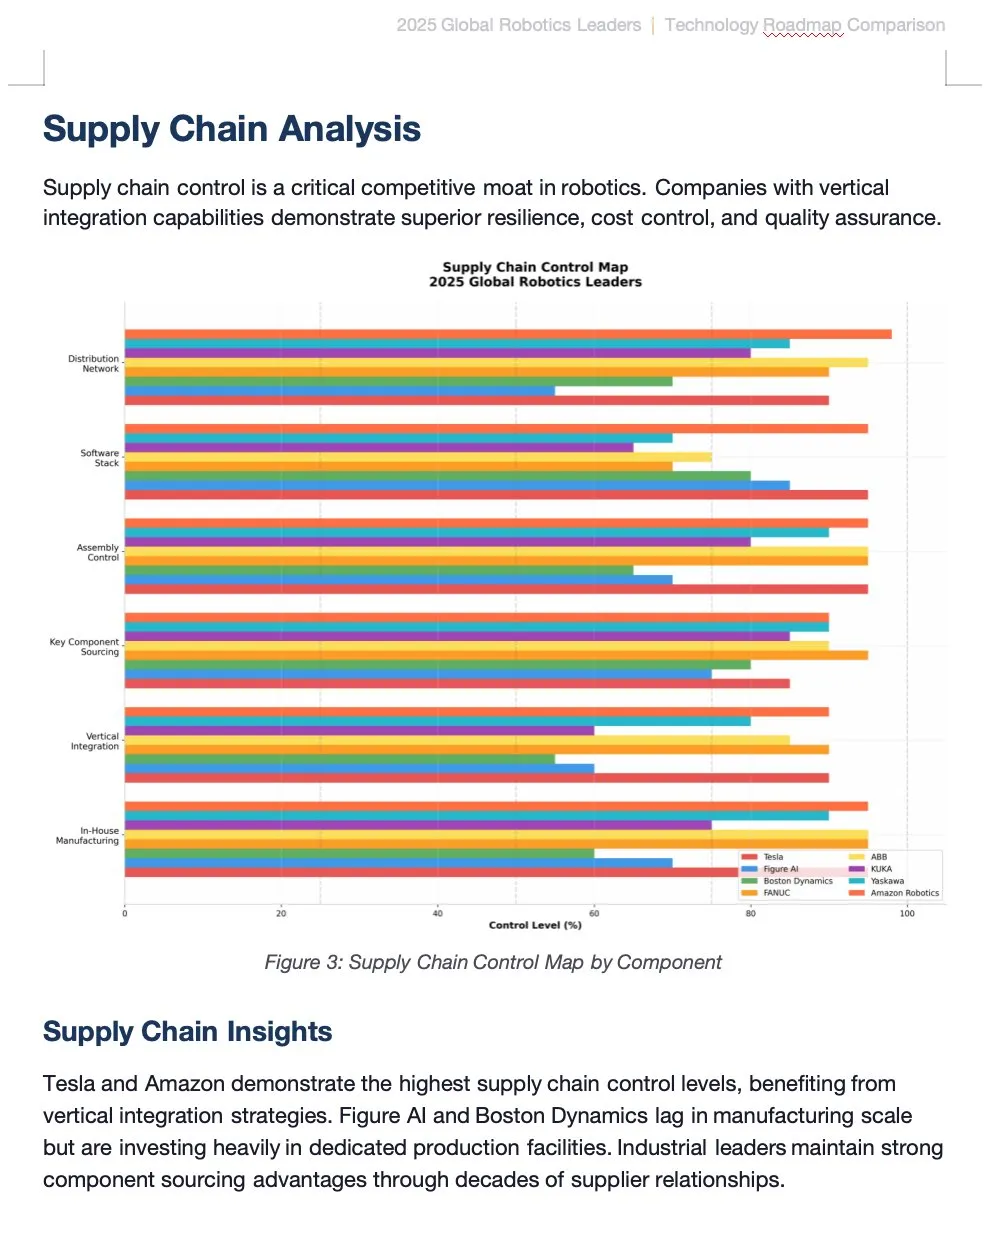 2025 Global Robotics Leaders | Technology Roadmap Comparison
Supply Chain Analysis
Supply chain control is a critical competitive moat in robotics. Companies with vertical
integration capabilities demonstrate superior resilience, cost control, and quality assurance.
Supply Chain Control Map
2025 Global Robotics Leaders
Distribution
Network
Software
Stack
Assembly
Control
Key Component
Sourcing
Vertical
Integration
In-House
Manufacturing
Tesla
Figure AI
Boston Dynamics
FANUC
ABB
KUKA
Yaskawa
Amazon Robotics
0 20 40 60 80 100
Control Level (%)
Figure 3: Supply Chain Control Map by Component
Supply Chain Insights
Tesla and Amazon demonstrate the highest supply chain control levels, benefiting from
vertical integration strategies. Figure AI and Boston Dynamics lag in manufacturing scale
but are investing heavily in dedicated production facilities. Industrial leaders maintain strong
component sourcing advantages through decades of supplier relationships.